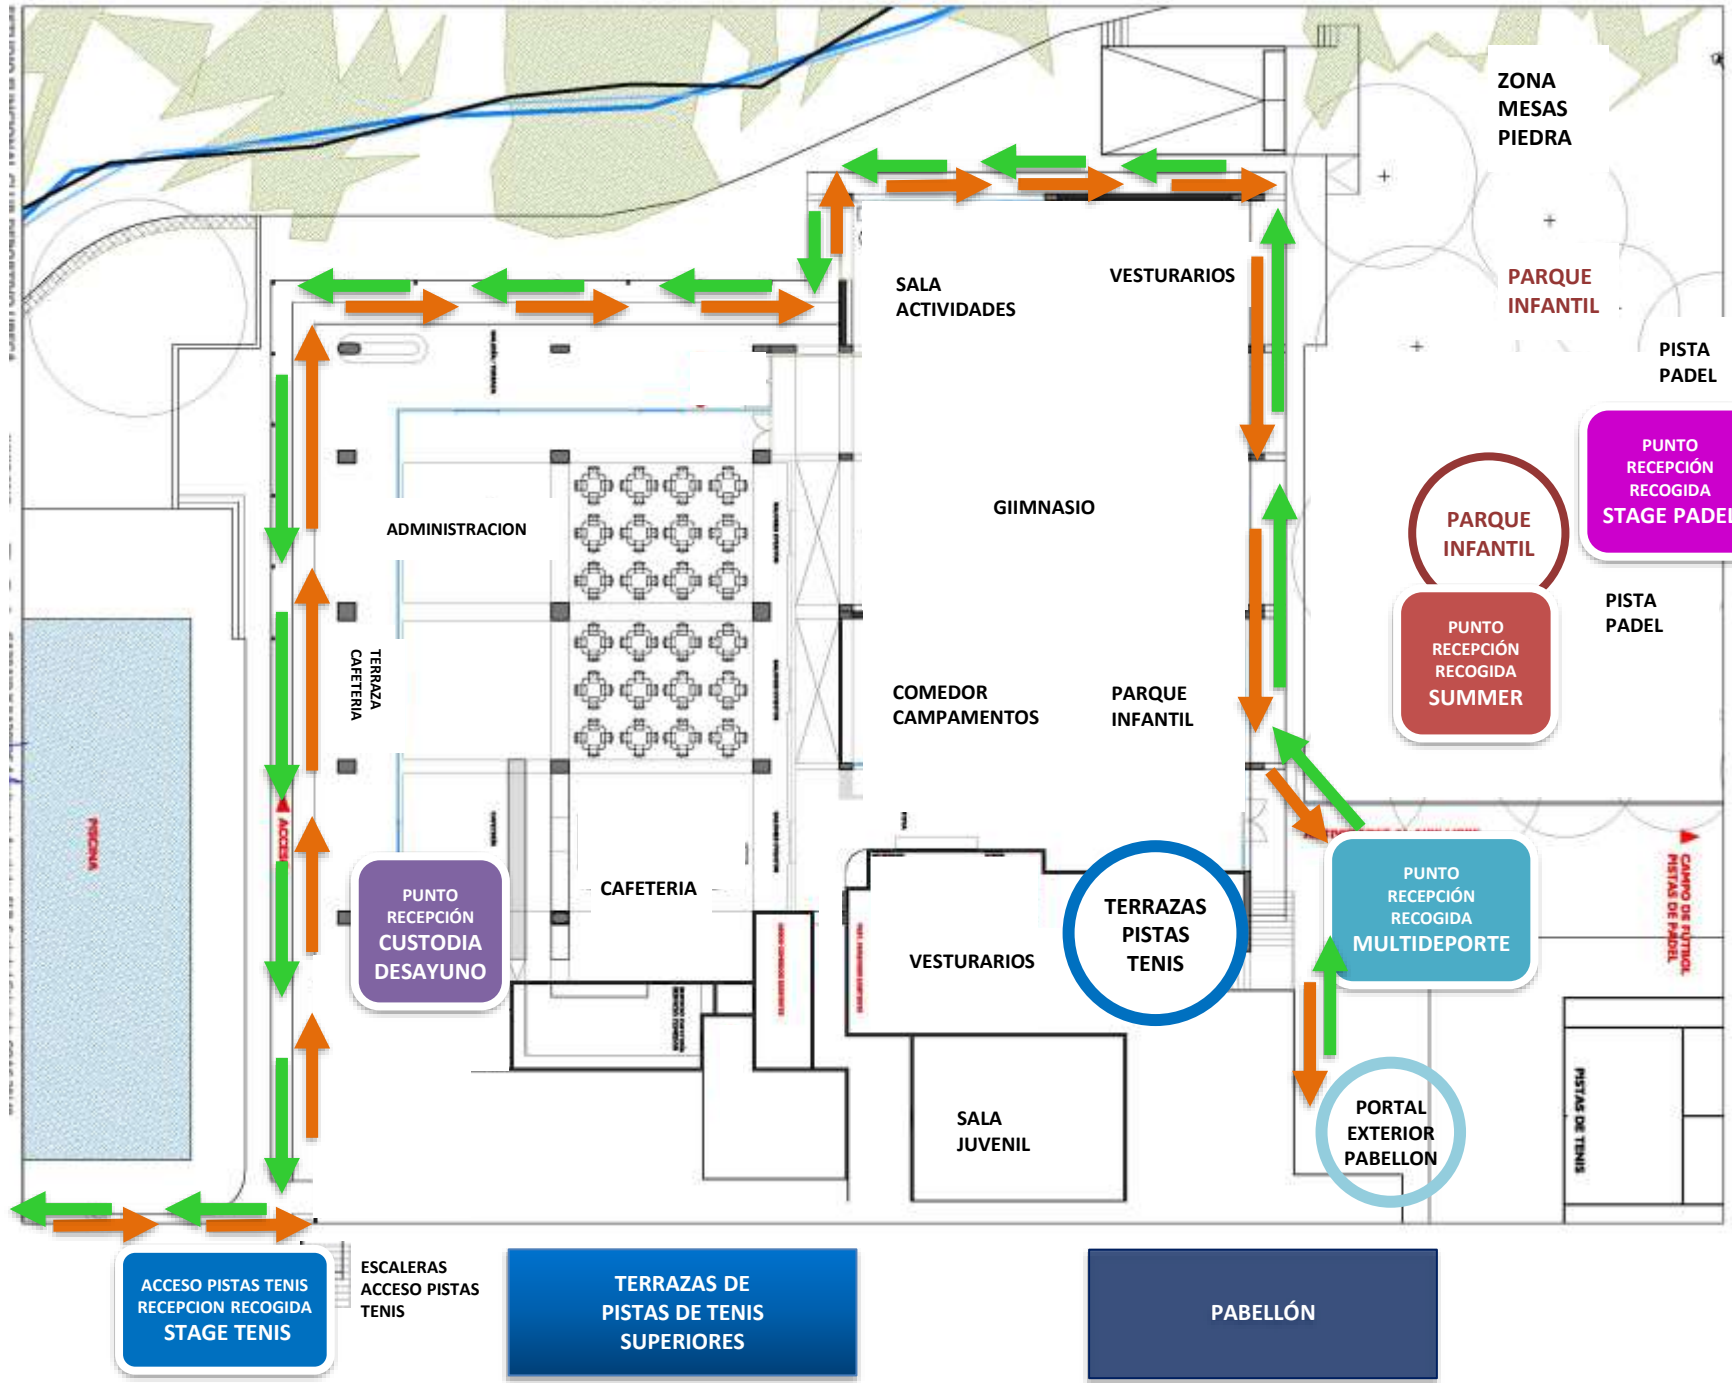 ZONA
MESAS
PIEDRA
SALA
ACTIVIDADES
VESTURARIOS
PARQUE
INFANTIL
PISTA
PADEL
PUNTO
RECEPCIÓN
RECOGIDA
STAGE PADEL
ADMINISTRACION
GIIMNASIO
PARQUE
INFANTIL
PISTA
PADEL
PUNTO
RECEPCIÓN
RECOGIDA
SUMMER
TERRAZA
CAFETERIA
COMEDOR
CAMPAMENTOS
PARQUE
INFANTIL
PISCINA
ACCES
PUNTO
RECEPCIÓN
CUSTODIA
DESAYUNO
CAFETERIA
VESTURARIOS
TERRAZAS
PISTAS
TENIS
PUNTO
RECEPCIÓN
RECOGIDA
MULTIDEPORTE
CAMPO DE FÚTBOL
PISTAS DE PÁDEL
SALA
JUVENIL
PORTAL
EXTERIOR
PABELLON
PISTAS DE TENIS
ACCESO PISTAS TENIS
RECEPCION RECOGIDA
STAGE TENIS
ESCALERAS
ACCESO PISTAS
TENIS
TERRAZAS DE
PISTAS DE TENIS
SUPERIORES
PABELLÓN